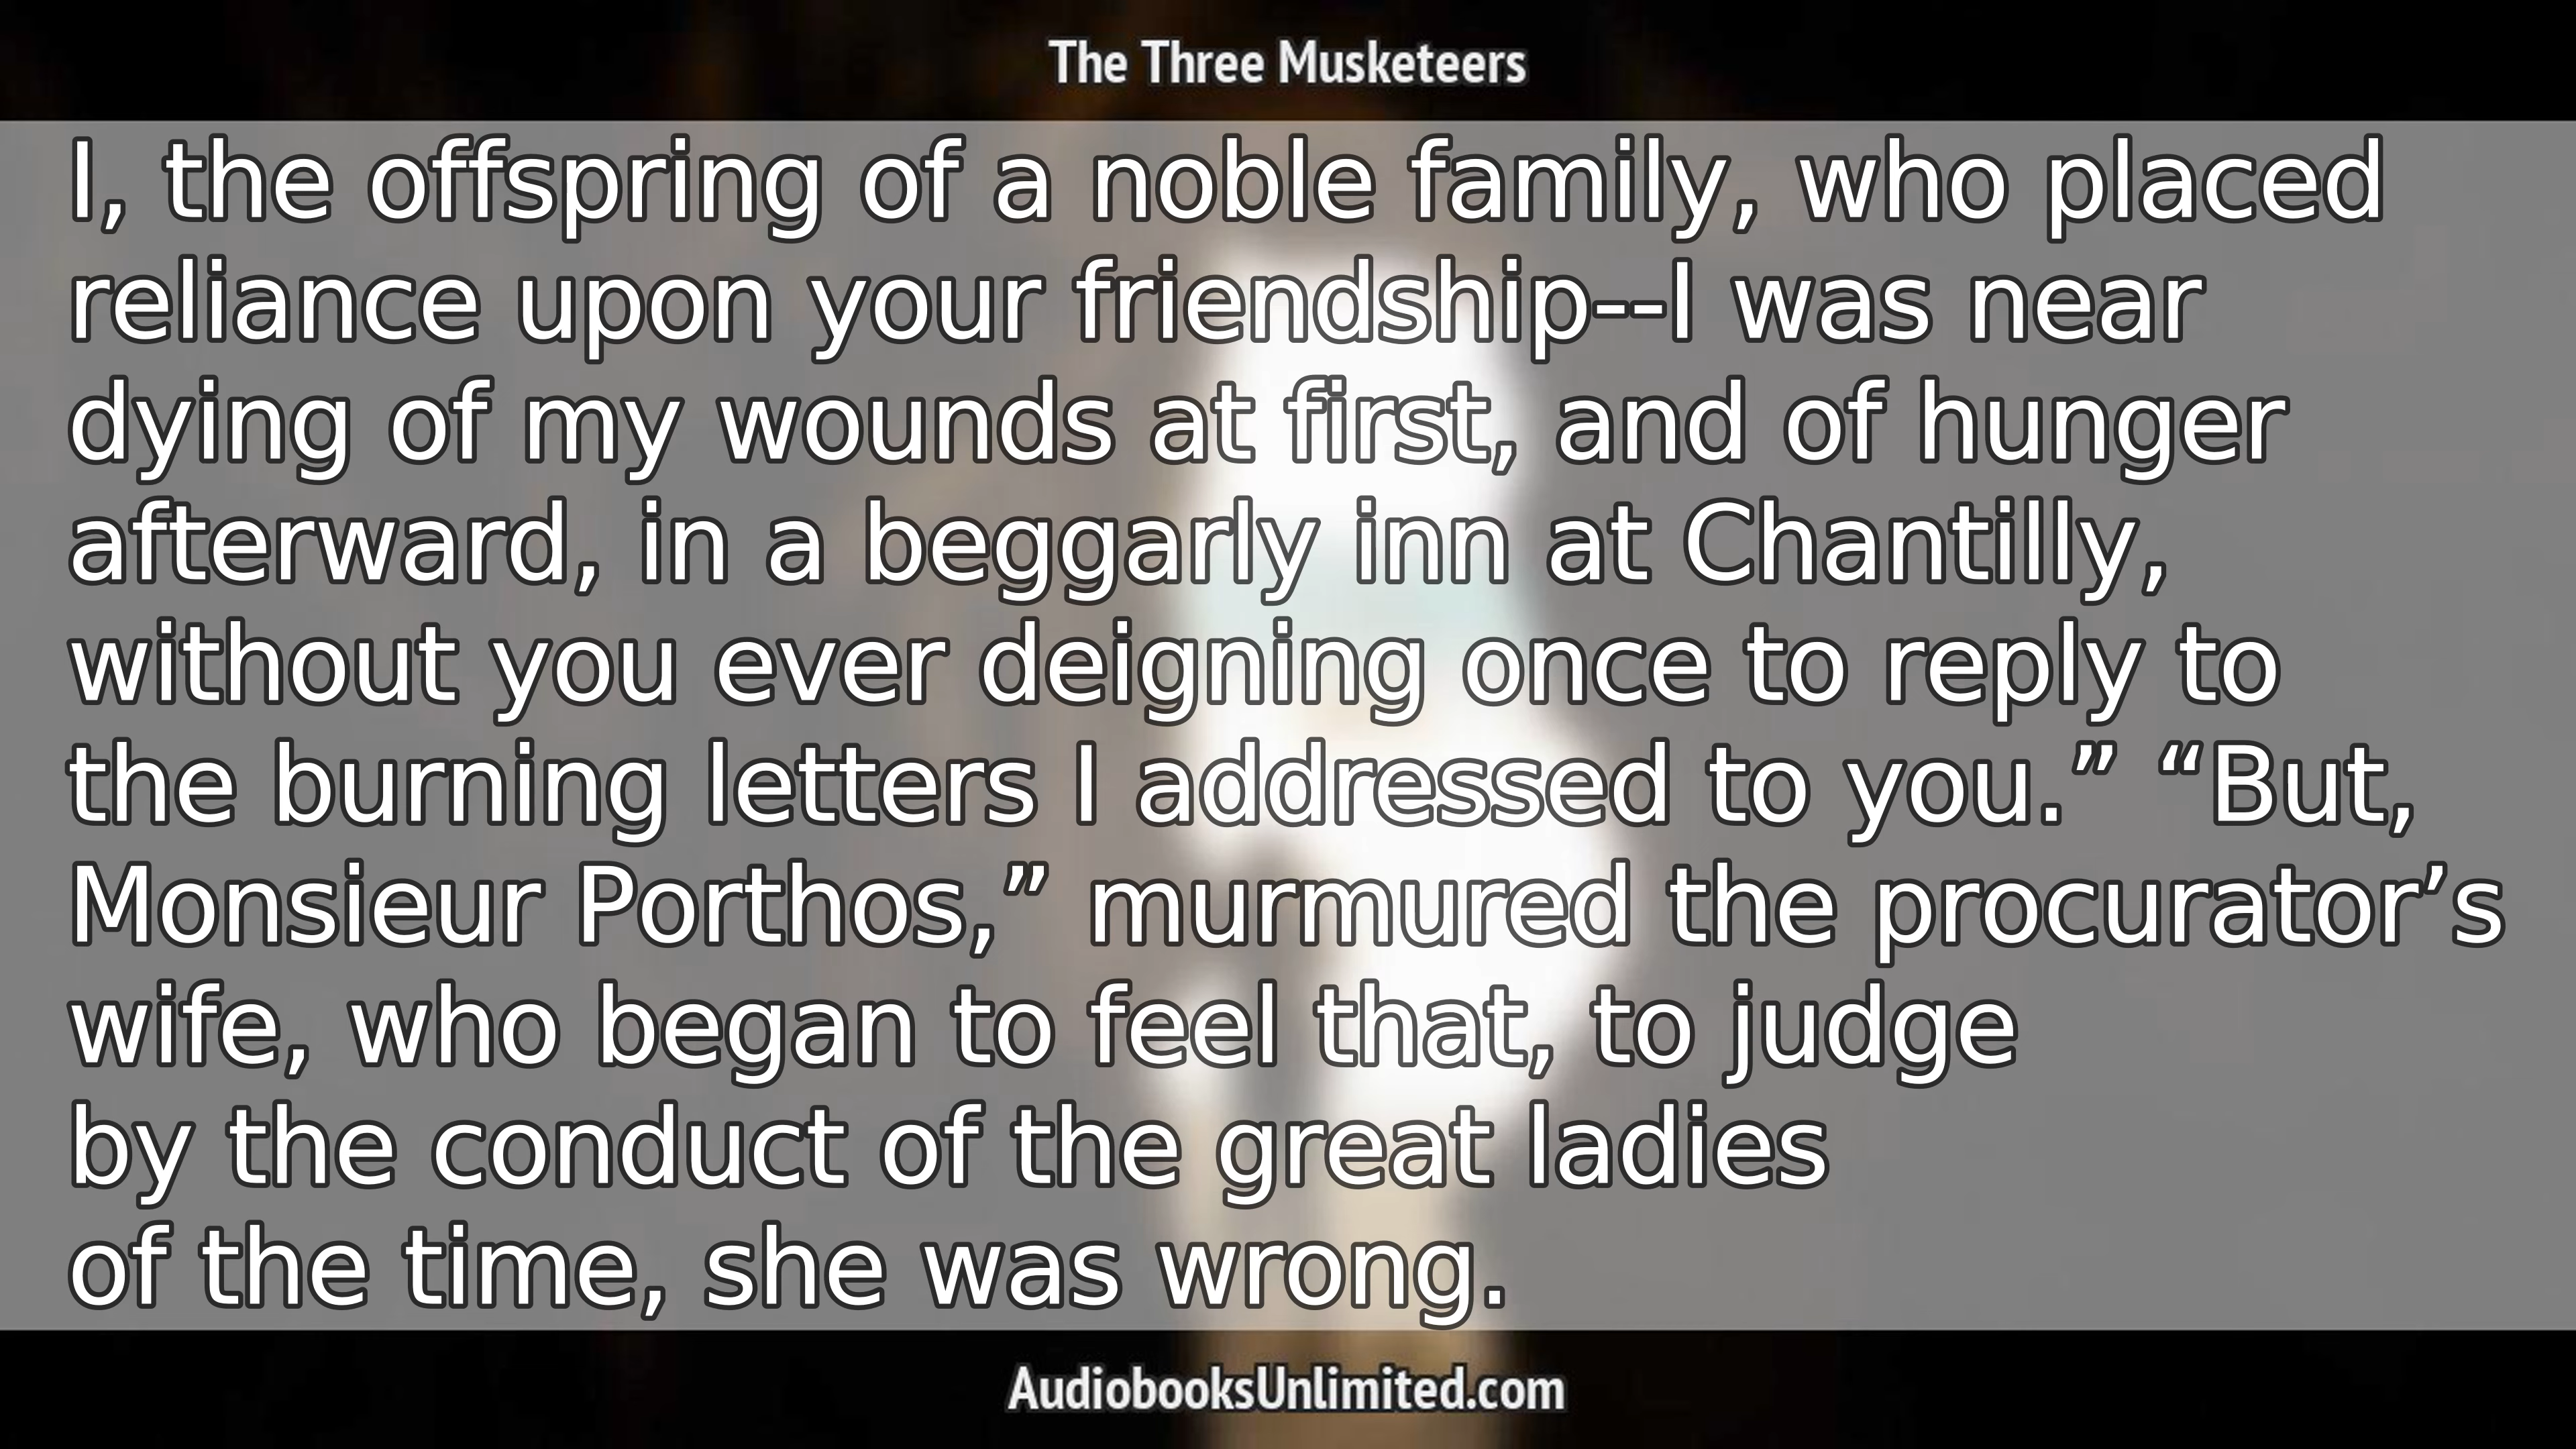 The Three Musketeers
I, the offspring of a noble family, who placed
reliance upon your friendship--I was near
dying of my wounds at first, and of hunger
afterward, in a beggarly inn at Chantilly,
without you ever deigning once to reply to
the burning letters I addressed to you.” “But,
Monsieur Porthos,” murmured the procurator’s
wife, who began to feel that, to judge
by the conduct of the great ladies
of the time, she was wrong.
AudiobooksUnlimited.com